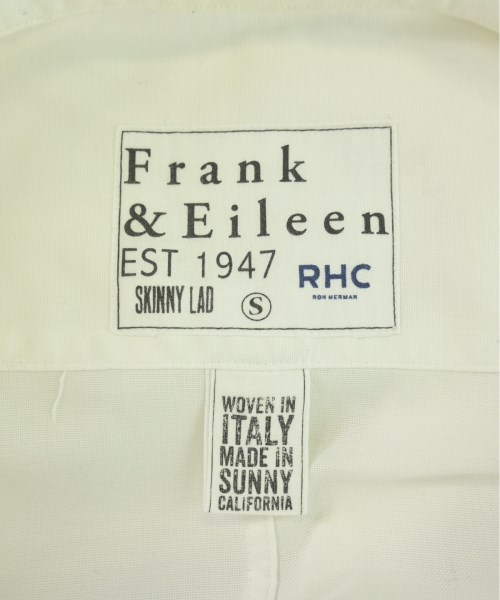 Frank
& Eileen
EST 1947
RHC
RON HERMAN
SKINNY LAD S
WOVEN IN
ITALY
MADE IN
SUNNY
CALIFORNIA